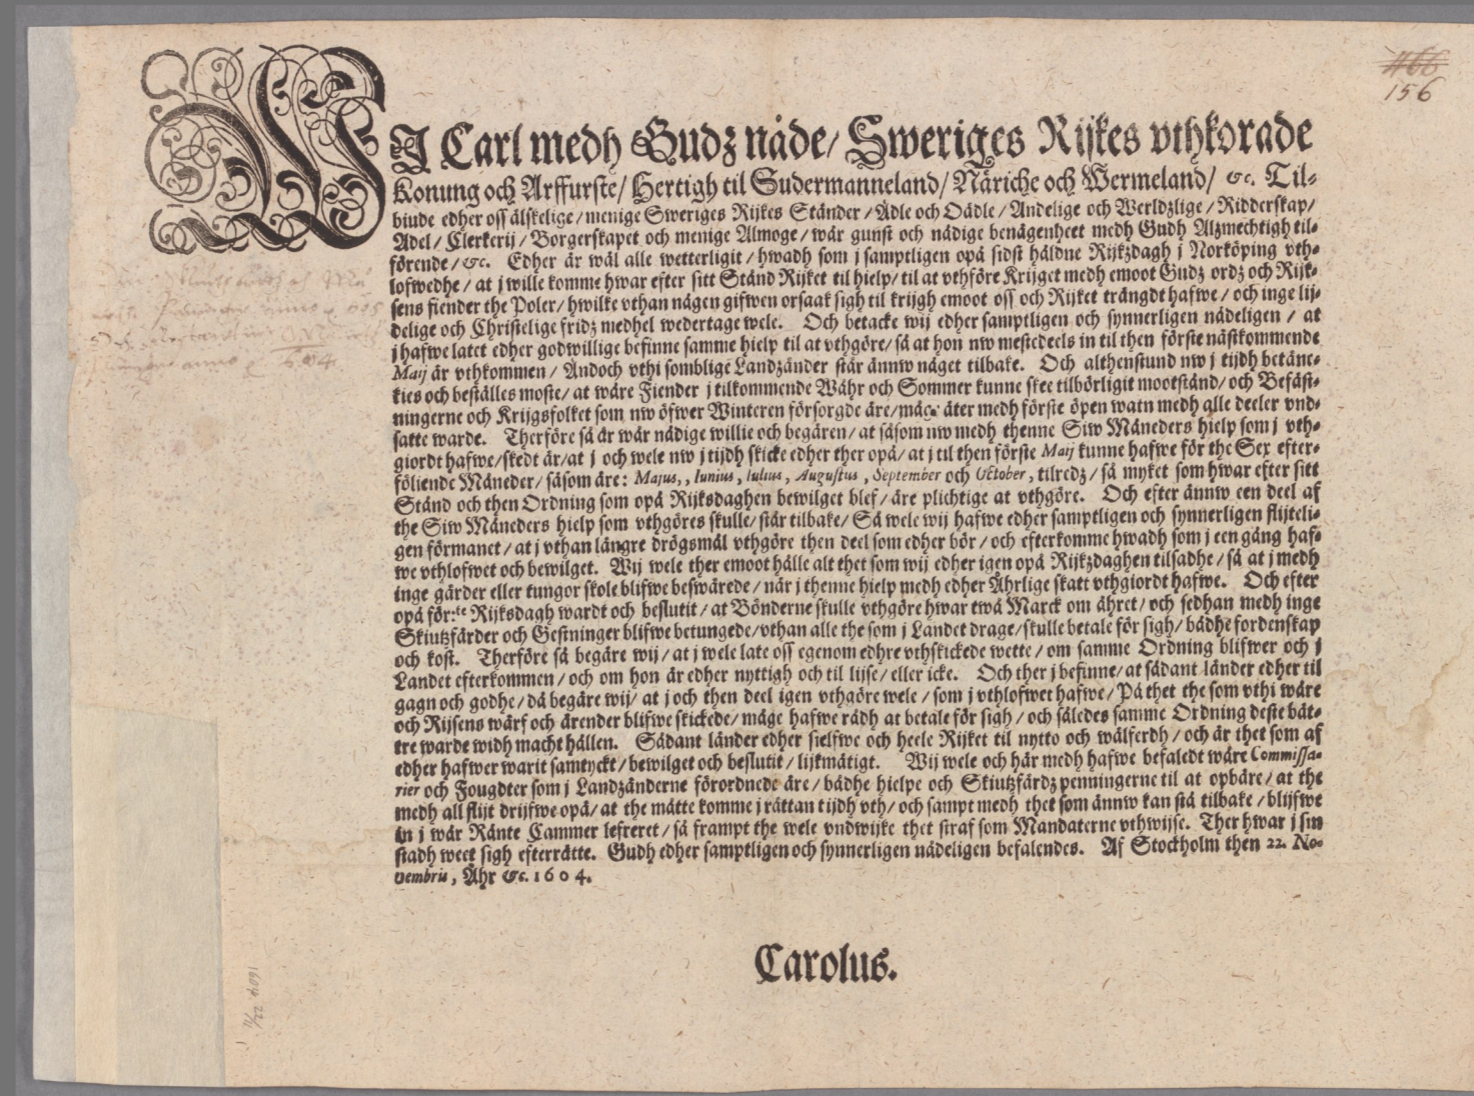 466
156
WJ Carl medh Gudz nåde/ Sweriges Rijkes vthkorade
Konung och Arffurste/ Hertigh til Sudermanneland/ Näriche och Wermeland/ &c. Til-
biude edher oss älskelige/ menige Sweriges Rijkes Ständer/ Ädle och Oädle/ Andelige och Werldzlige/ Ridderskap/
Adel/ Clerkerij/ Borgerskapet och menige Almoge/ wår gunst och nådige benägenheet medh Gudh Alzmechtigh til-
förende/ &c. Edher är wäl alle wetterligit/ hwadh som j samptligen opå sidst håldne Rijkzdagh j Norköping vth-
lofwedhe/ at j wille komme hwar efter sitt Stånd Rijket til hielp/ til at vthföre Krijget medh emoot Gudz ordz och Rijk-
sens fiender the Poler/ hwilke vthan någen gifwen orsaak sigh til krijgh emoot oss och Rijket trängdt hafwe/ och inge lij-
delige och Christelige fridz medhel wedertage wele. Och betacke wij edher samptligen och synnerligen nådeligen/ at
j hafwe latet edher godwillige befinne samme hielp til at vthgöre/ så at hon nw mestedeels in til then förste nästkommende
Maij är vthkommen/ Andoch vthi somblige Landzänder står ännw något tilbake. Och althenstund nw j tijdh betänc-
kies och beställes moste/ at wåre Fiender j tilkommende Wåhr och Sommer kunne skee tilbörligit mootstånd/ och Befäst-
ningerne och Krijgsfolket som nw öfwer Winteren försorgde äre/ måge åter medh förste öpen watn medh alle deeler vnd-
satte warde. Therföre så är wår nådige willie och begären/ at såsom nw medh thenne Siw Måneders hielp som j vth-
giordt hafwe/ skedt är/ at j och wele nw j tijdh skicke edher ther opå/ at j til then förste Maij kunne hafwe för the Sex efter-
föliende Måneder/ såsom äre: Majus, , Iunius, Iulius, Augustus, September och October, tilredz/ så myket som hwar efter sitt
Stånd och then Ordning som opå Rijksdaghen bewilget blef/ äre plichtige at vthgöre. Och efter ännw een deel af
the Siw Måneders hielp som vthgöres skulle/ står tilbake/ Så wele wij hafwe edher samptligen och synnerligen flijteli-
gen förmanet/ at j vthan längre drögsmål vthgöre then deel som edher bör/ och efterkomme hwadh som j een gång haf-
we vthlofwet och bewilget. Wij wele ther emoot hålle alt thet som wij edher igen opå Rijkzdaghen tilsadhe/ så at j medh
inge gärder eller tungor skole blifwe beswärede/ när j thenne hielp medh edher Åhrlige skatt vthgiordt hafwe. Och efter
opå för:te Rijksdagh wardt och beslutit/ at Bönderne skulle vthgöre hwar twå Marck om åhret/ och sedhan medh inge
Skiutzfärder och Gestninger blifwe betungede/ vthan alle the som j Landet drage/ skulle betale för sigh/ bådhe fordenskap
och kost. Therföre så begäre wij/ at j wele late oss egenom edhre vthskickede wette/ om samme Ordning blifwer och j
Landet efterkommen/ och om hon är edher nyttigh och til lijse/ eller icke. Och ther j befinne/ at sådant länder edher til
gagn och godhe/ då begäre wij/ at j och then deel igen vthgöre wele/ som j vthlofwet hafwe/ På thet the som vthi wåre
och Rijsens wärf och ärender blifwe skickede/ måge hafwe rådh at betale för sigh/ och således samme Ordning deste bät-
tre warde widh macht hållen. Sådant länder edher sielfwe och heele Rijket til nytto och wälferdh/ och är thet som af
edher hafwer warit samtyckt/ bewilget och beslutit/ lijkmätigt. Wij wele och här medh hafwe befaledt wåre Commissa-
rier och Fougdter som j Landzänderne förordnede äre/ bådhe hielpe och Skiutzfärdz penningerne til at opbäre/ at the
medh all flijt drijfwe opå/ at the måtte komme j rättan tijdh vth/ och sampt medh thet som ännw kan stå tilbake/ blijfwe
in j wår Ränte Cammer lefreret/ så frampt the wele vndwijke thet straf som Mandaterne vthwijse. Ther hwar j sin
stadh weet sigh efterrätte. Gudh edher samptligen och synnerligen nådeligen befalendes. Af Stockholm then 22. No-
vembris, Åhr &c. 1604.
Carolus.
1604 22/11